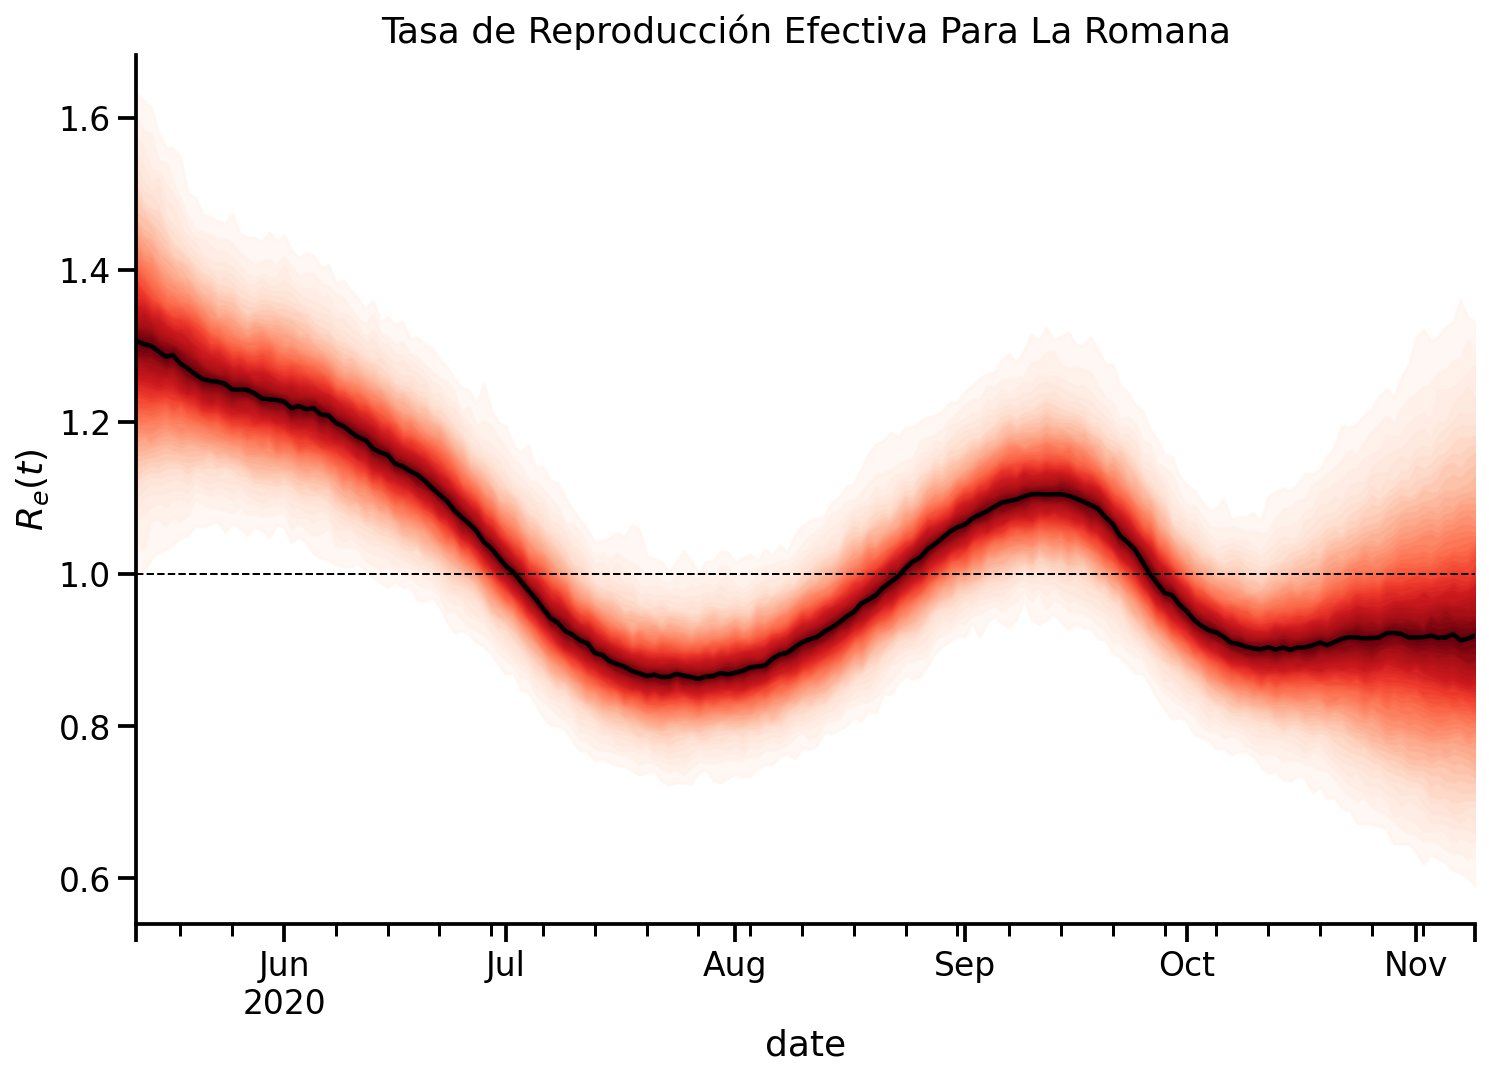 Tasa de Reproducción Efectiva Para La Romana
1.6
1.4
1.2
1.0
0.8
0.6
R_e(t)
Jun Jul Aug Sep Oct Nov
2020
date